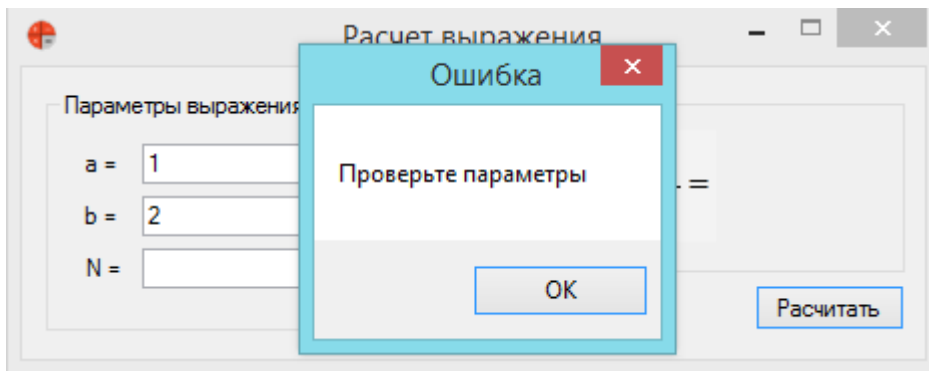 Расчет выражения
Ошибка
Параметры выражения
a = 1
Проверьте параметры
=
b = 2
N =
OK
Расчитать